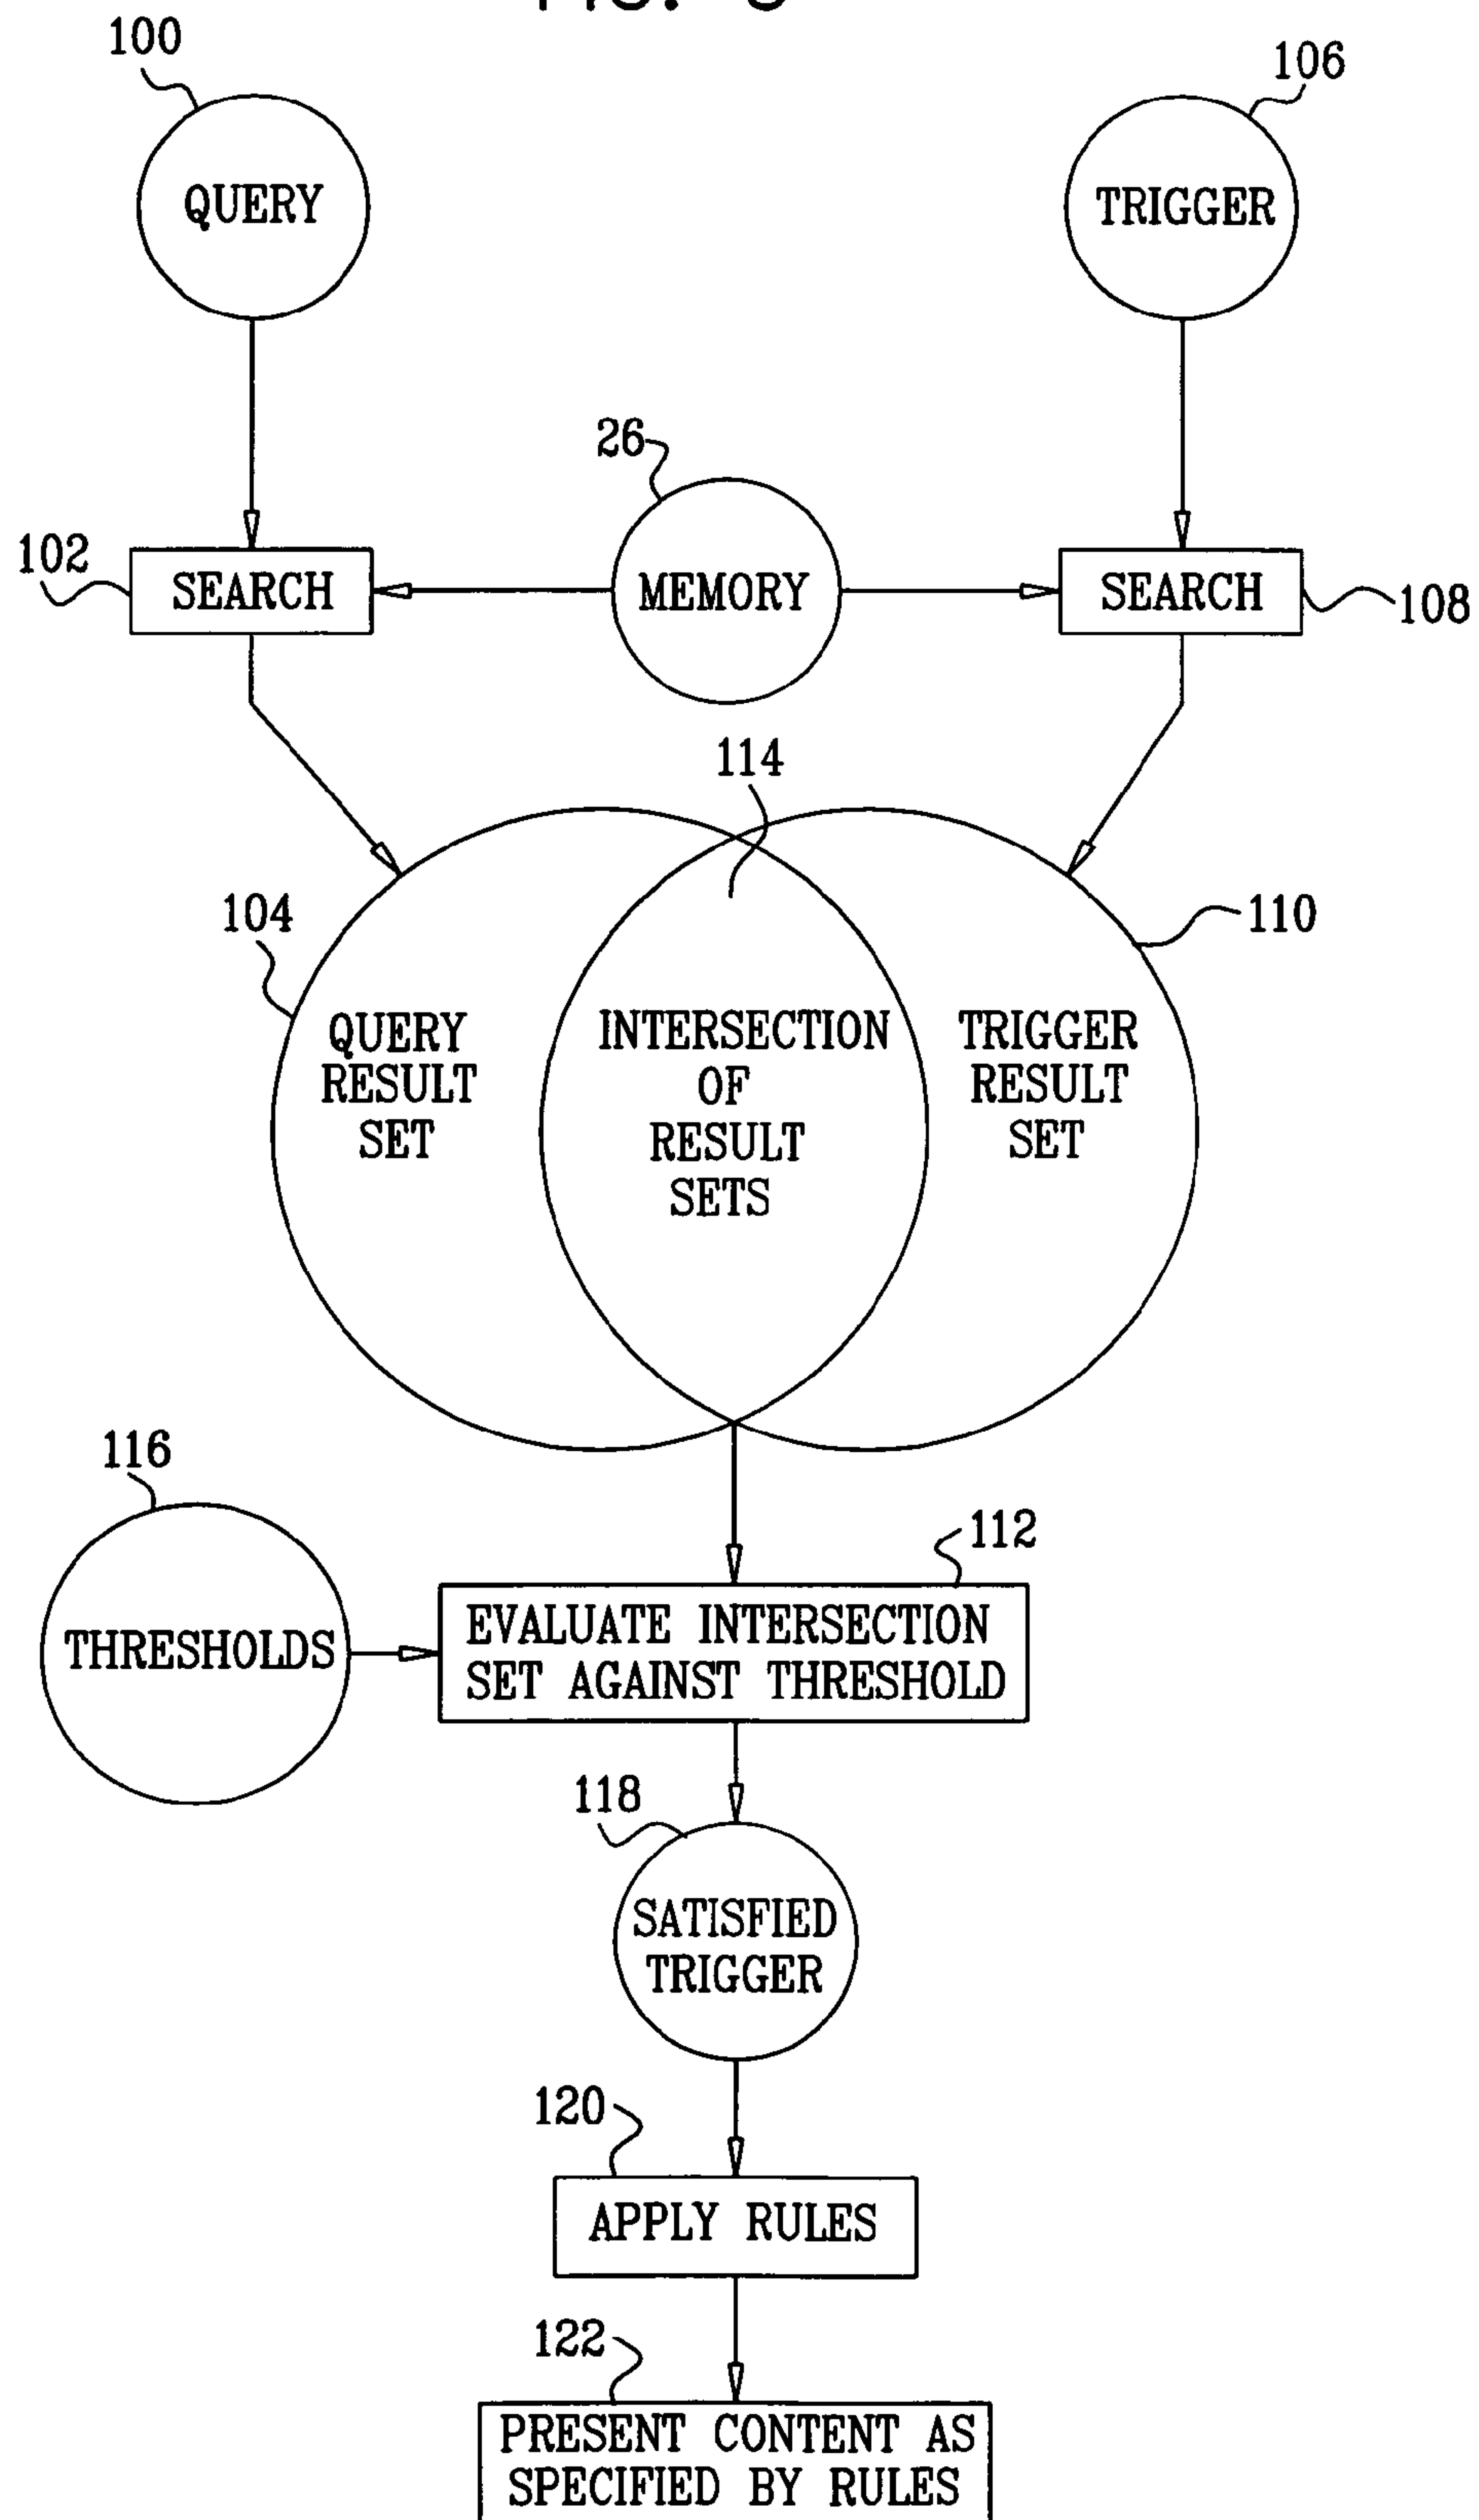 100
106
QUERY
TRIGGER
26
102
SEARCH
MEMORY
SEARCH
108
114
104
110
QUERY
RESULT
SET
INTERSECTION
OF
RESULT
SETS
TRIGGER
RESULT
SET
116
112
THRESHOLDS
EVALUATE INTERSECTION
SET AGAINST THRESHOLD
118
SATISFIED
TRIGGER
120
APPLY RULES
122
PRESENT CONTENT AS
SPECIFIED BY RULES